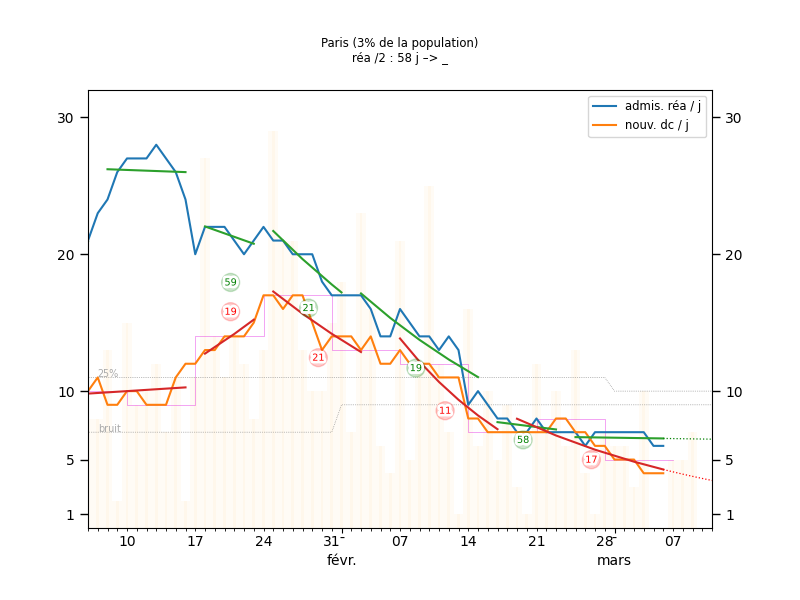 Paris (3% de la population)
réa /2 : 58 j –> _
admis. réa / j
nouv. dc / j
30 30
20 20
59
19
21
21
25%
19
10 10
11
bruit
58
17
5 5
1 1
10 17 24 31 07 14 21 28 07
févr. mars